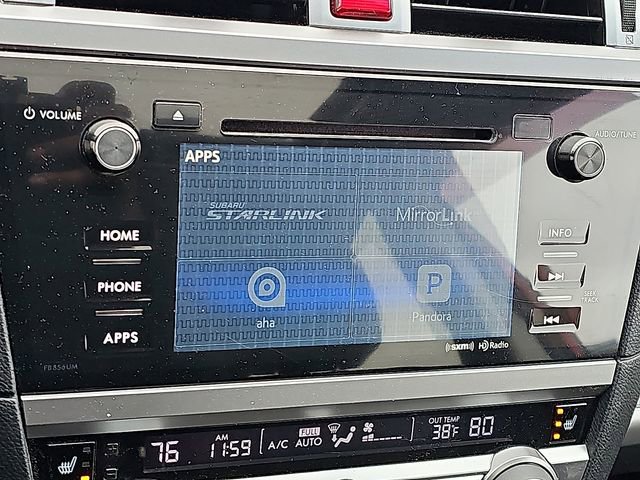 VOLUME
AUDIO/TUNE
APPS
SUBARU
STARLINK
MirrorLink
HOME
INFO
PHONE
SEEK
TRACK
aha
P
Pandora
APPS
((sxm)) HD Radio
FB856UM
76
AM
11:59
A/C
FULL
AUTO
OUT TEMP
38°F
80